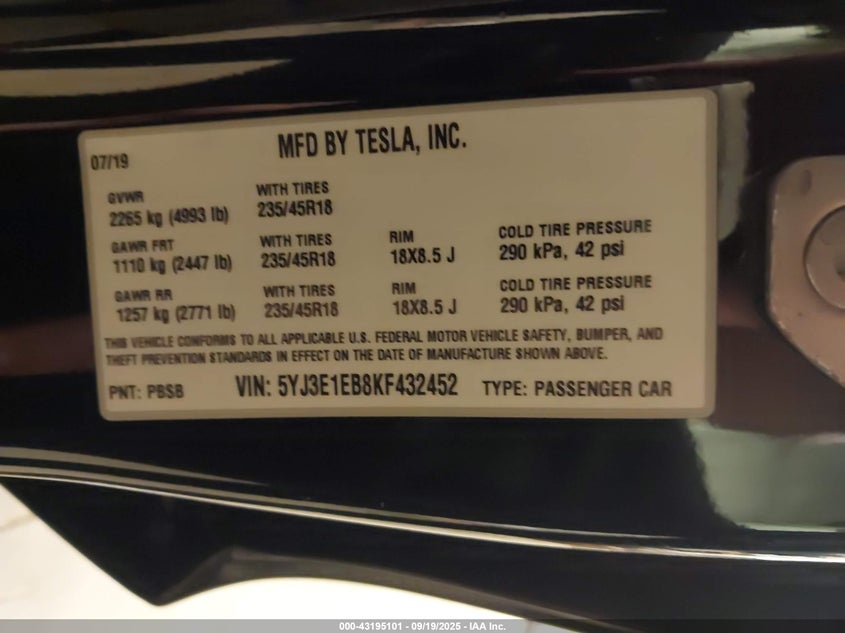 MFD BY TESLA, INC.
07/19
GVWR WITH TIRES
2265 kg (4993 lb) 235/45R18
GAWR FRT WITH TIRES RIM COLD TIRE PRESSURE
1110 kg (2447 lb) 235/45R18 18X8.5 J 290 kPa, 42 psi
GAWR RR WITH TIRES RIM COLD TIRE PRESSURE
1257 kg (2771 lb) 235/45R18 18X8.5 J 290 kPa, 42 psi
THIS VEHICLE CONFORMS TO ALL APPLICABLE U.S. FEDERAL MOTOR VEHICLE SAFETY, BUMPER, AND
THEFT PREVENTION STANDARDS IN EFFECT ON THE DATE OF MANUFACTURE SHOWN ABOVE.
PNT: PBSB VIN: 5YJ3E1EB8KF432452 TYPE: PASSENGER CAR
000-43195101 - 09/19/2025 - IAA Inc.